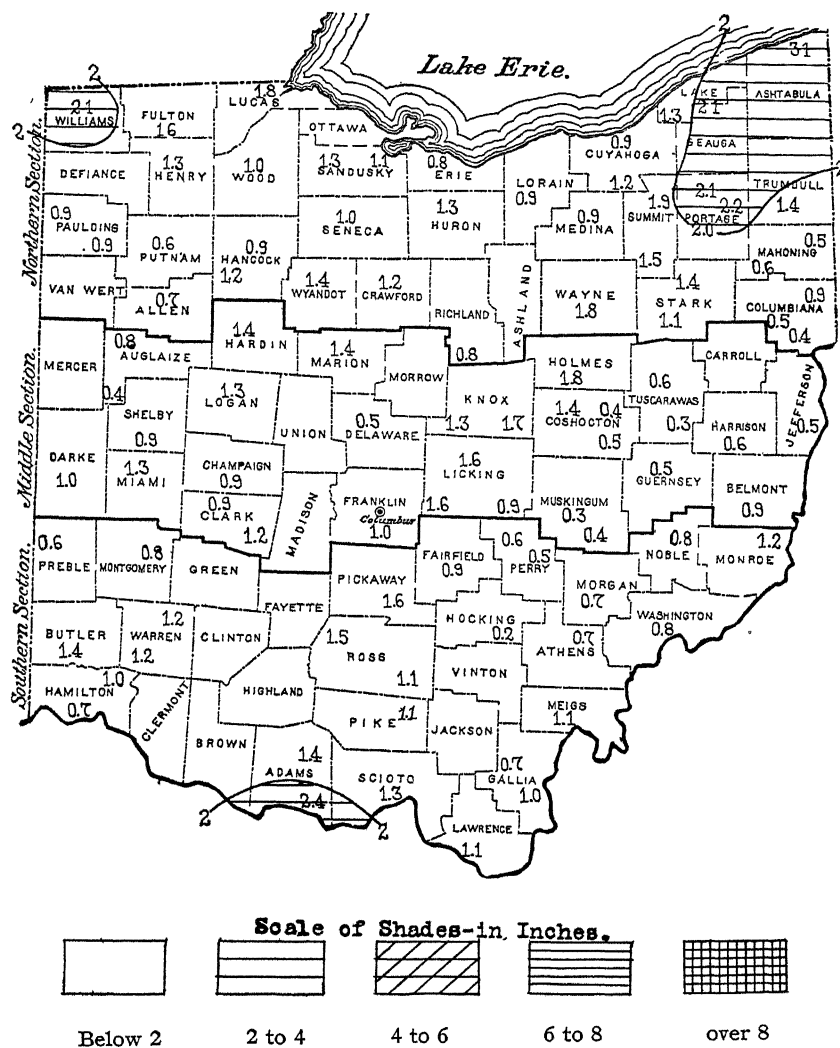 2
3.1
Lake Erie.
2
1.8
LUCAS
LAKE
2.1
ASHTABULA
2.1
WILLIAMS
FULTON
1.6
2
OTTAWA
1.3
GEAUGA
0.9
CUYAHOGA
2
DEFIANCE
1.3
HENRY
1.0
WOOD
1.3
1.1
SANDUSKY
0.8
ERIE
LORAIN
0.9
1.2
2.1
TRUMBULL
1.4
2.2
PORTAGE
2.0
1.9
SUMMIT
1.5
Northern Section.
0.9
PAULDING
0.9
0.6
PUTNAM
0.9
HANCOCK
1.2
1.0
SENECA
1.3
HURON
0.9
MEDINA
0.5
MAHONING
0.6
VAN WERT
0.7
ALLEN
1.4
WYANDOT
1.2
CRAWFORD
RICHLAND
0.8
ASHLAND
WAYNE
1.8
1.4
STARK
1.1
0.9
COLUMBIANA
0.5
0.4
Middle Section.
MERCER
0.8
AUGLAIZE
0.4
1.4
HARDIN
1.4
MARION
MORROW
HOLMES
1.8
CARROLL
JEFFERSON
0.5
SHELBY
0.9
1.3
LOGAN
UNION
0.5
DELAWARE
KNOX
1.3
1.7
1.4
0.4
COSHOCTON
0.5
0.6
TUSCARAWAS
0.3
HARRISON
0.6
DARKE
1.0
1.3
MIAMI
CHAMPAIGN
0.9
0.9
CLARK
1.2
MADISON
FRANKLIN
Columbus
1.0
1.6
LICKING
1.6
0.9
MUSKINGUM
0.3
0.4
0.5
GUERNSEY
BELMONT
0.9
Southern Section.
0.6
PREBLE
0.8
MONTGOMERY
GREEN
FAYETTE
PICKAWAY
1.6
FAIRFIELD
0.9
0.6
0.5
PERRY
MORGAN
0.7
0.8
NOBLE
1.2
MONROE
BUTLER
1.4
1.2
WARREN
1.2
CLINTON
1.5
ROSS
1.1
HOCKING
0.2
0.7
ATHENS
WASHINGTON
0.8
1.0
HAMILTON
0.7
CLERMONT
HIGHLAND
VINTON
BROWN
PIKE
1.1
JACKSON
MEIGS
1.1
1.4
ADAMS
2.4
2
2
SCIOTO
1.3
0.7
GALLIA
1.0
LAWRENCE
1.1
Scale of Shades-in Inches.
Below 2 2 to 4 4 to 6 6 to 8 over 8